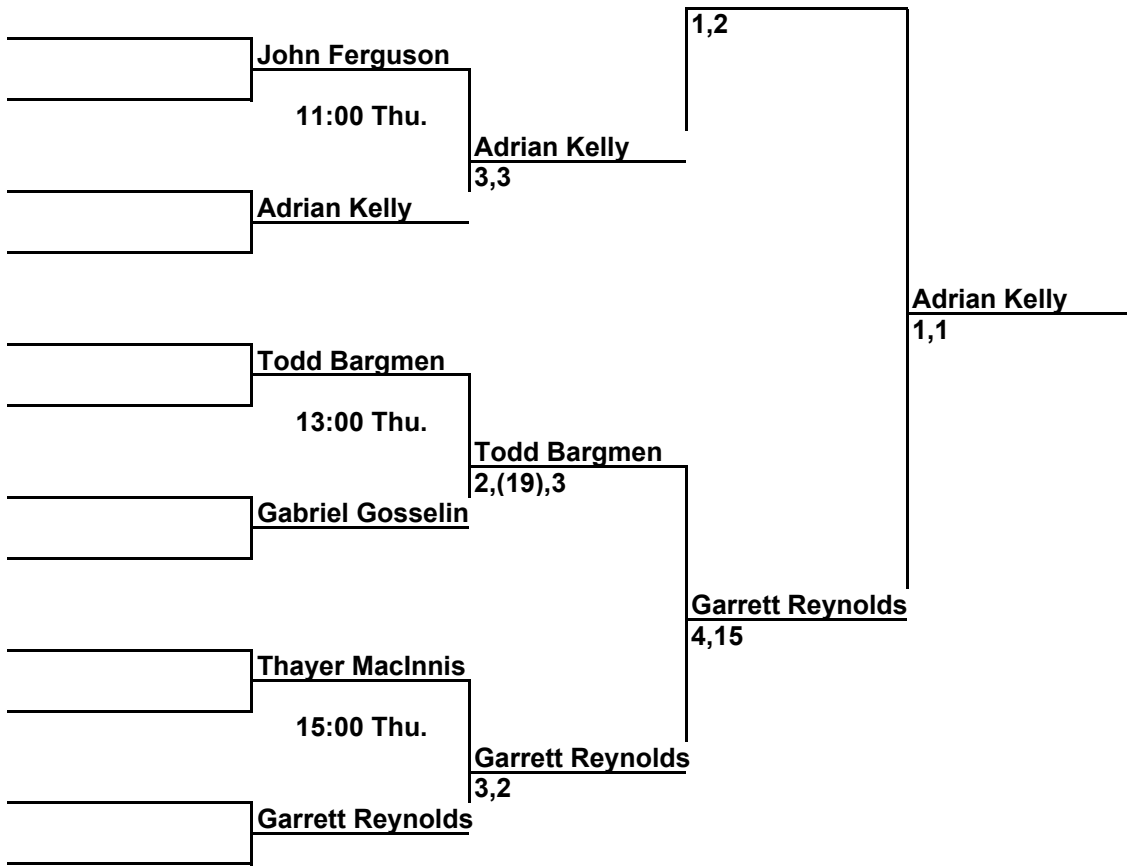 1,2
John Ferguson
11:00 Thu.
Adrian Kelly
3,3
Adrian Kelly
Adrian Kelly
1,1
Todd Bargmen
13:00 Thu.
Todd Bargmen
2,(19),3
Gabriel Gosselin
Garrett Reynolds
4,15
Thayer MacInnis
15:00 Thu.
Garrett Reynolds
3,2
Garrett Reynolds